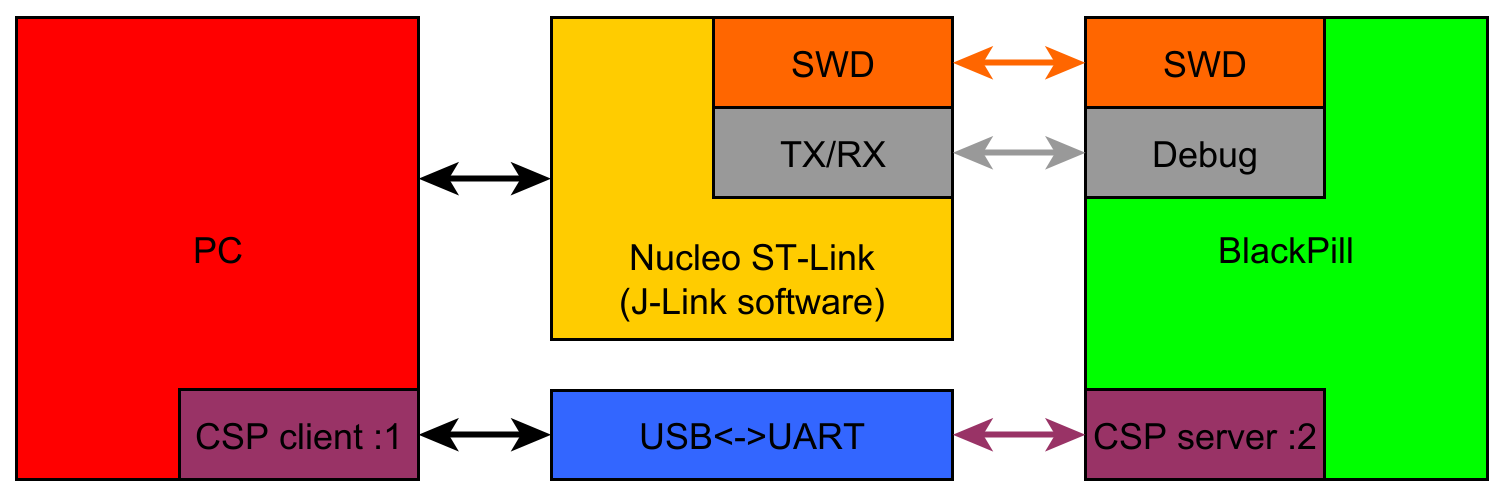 SWD
SWD
TX/RX
Debug
PC
Nucleo ST-Link
(J-Link software)
BlackPill
CSP client :1
USB<->UART
CSP server :2